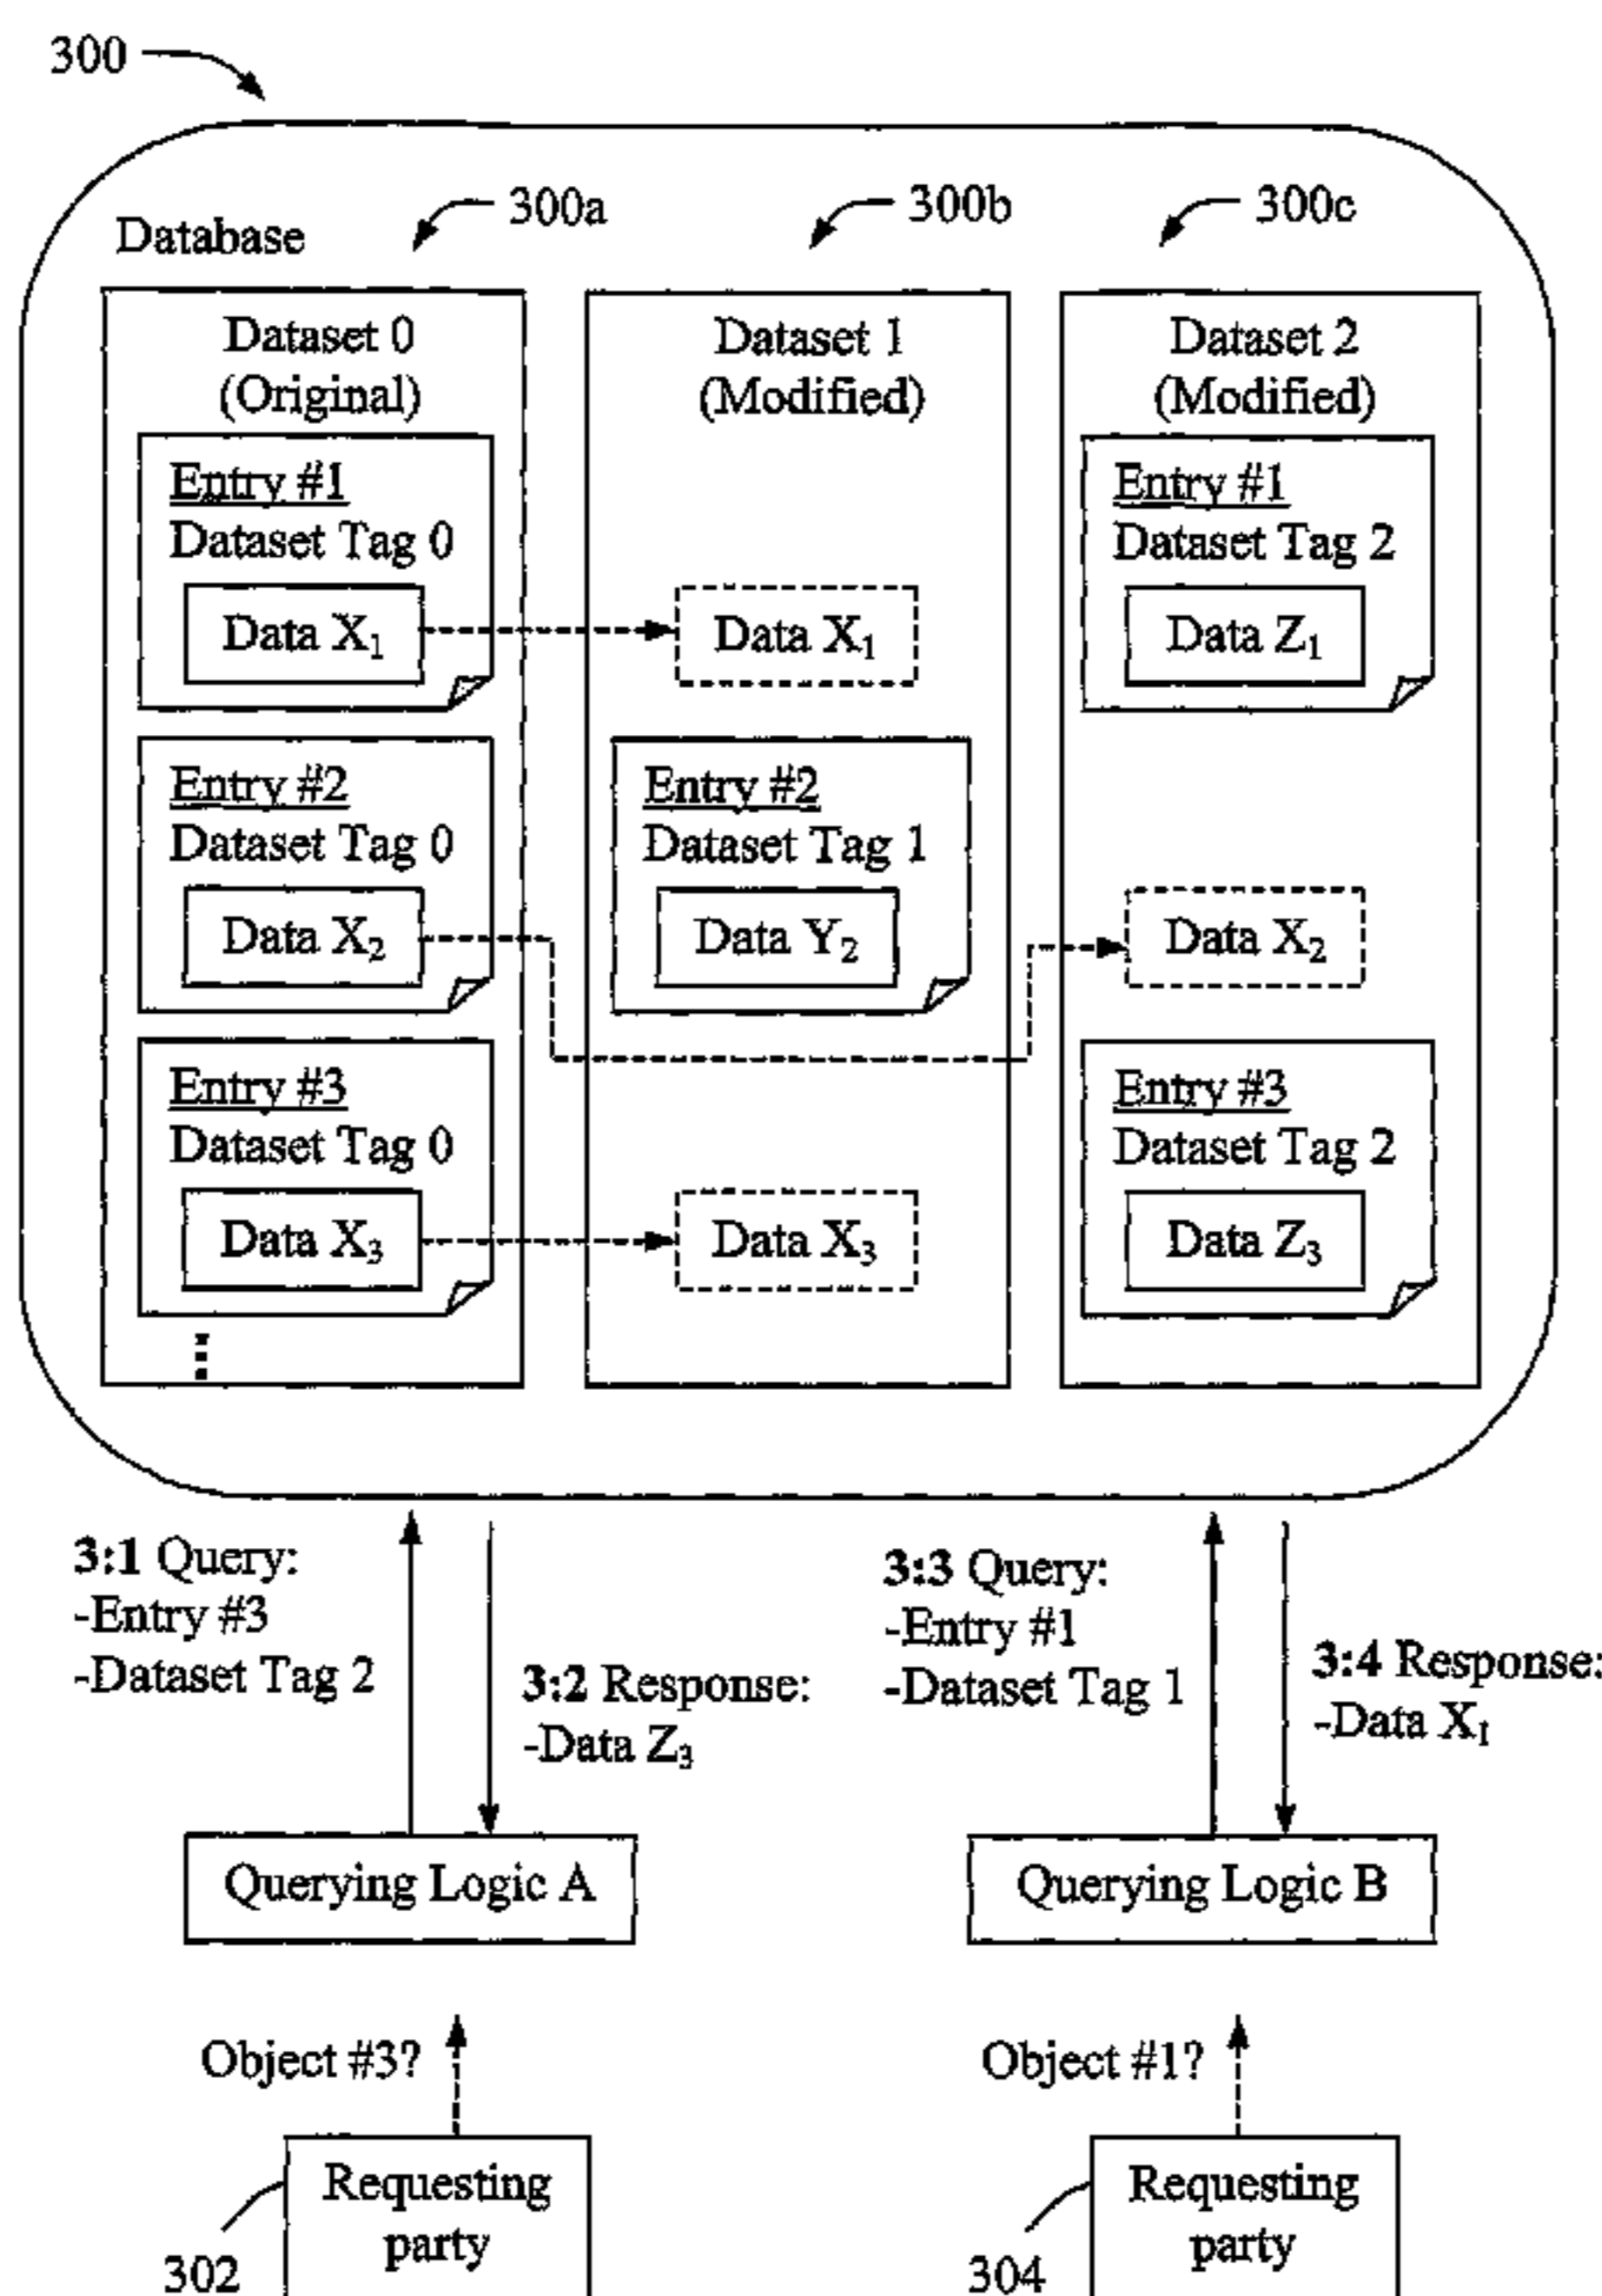 300
300a
300b
300c
Database
Dataset 0
(Original)
Dataset 1
(Modified)
Dataset 2
(Modified)
Entry #1
Dataset Tag 0
Data X₁
Data X₁
Entry #1
Dataset Tag 2
Data Z₁
Entry #2
Dataset Tag 0
Data X₂
Entry #2
Dataset Tag 1
Data Y₂
Data X₂
Entry #3
Dataset Tag 0
Data X₃
Data X₃
Entry #3
Dataset Tag 2
Data Z₃
3:1 Query:
-Entry #3
-Dataset Tag 2
3:2 Response:
-Data Z₃
3:3 Query:
-Entry #1
-Dataset Tag 1
3:4 Response:
-Data X₁
Querying Logic A
Querying Logic B
Object #3?
Object #1?
Requesting
party
302
Requesting
party
304